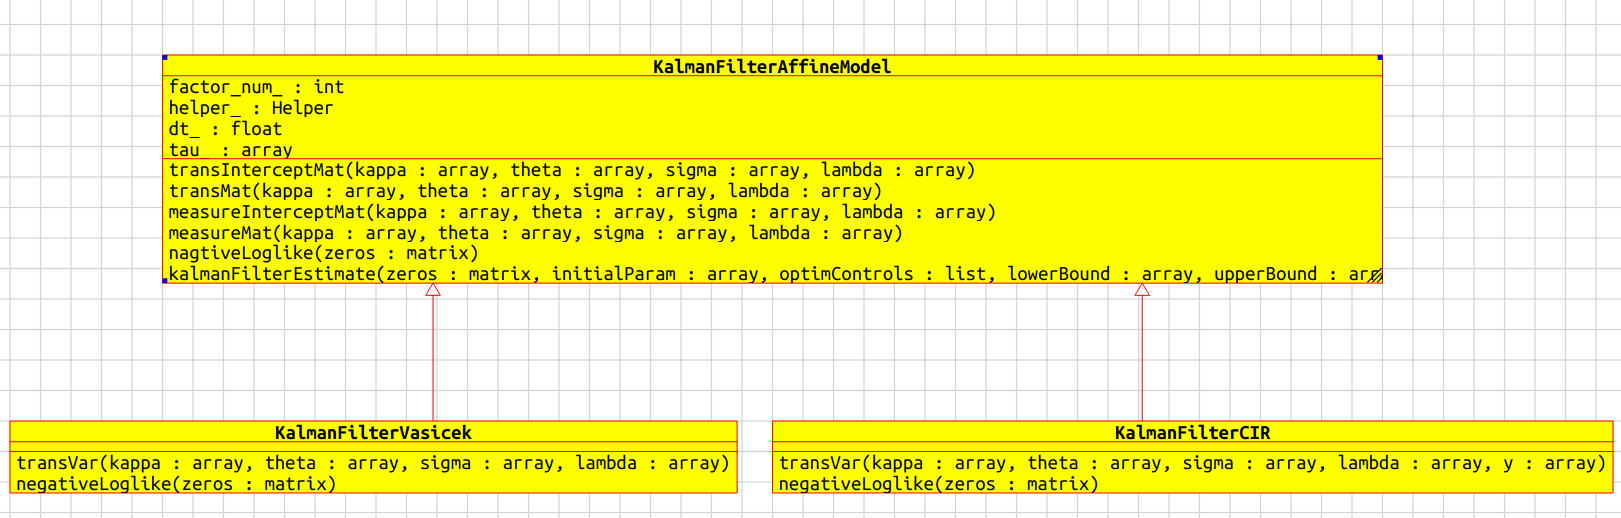 KalmanFilterAffineModel
factor_num_ : int
helper_ : Helper
dt_ : float
tau_ : array
transInterceptMat(kappa : array, theta : array, sigma : array, lambda : array)
transMat(kappa : array, theta : array, sigma : array, lambda : array)
measureInterceptMat(kappa : array, theta : array, sigma : array, lambda : array)
measureMat(kappa : array, theta : array, sigma : array, lambda : array)
nagtiveLoglike(zeros : matrix)
kalmanFilterEstimate(zeros : matrix, initialParam : array, optimControls : list, lowerBound : array, upperBound :
KalmanFilterVasicek
transVar(kappa : array, theta : array, sigma : array, lambda : array)
negativeLoglike(zeros : matrix)
KalmanFilterCIR
transVar(kappa : array, theta : array, sigma : array, lambda : array, y : array)
negativeLoglike(zeros : matrix)